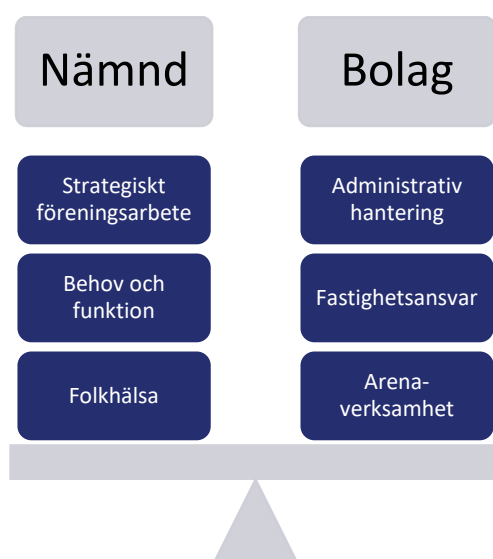 Nämnd
Strategiskt
föreningsarbete
Behov och
funktion
Folkhälsa
Bolag
Administrativ
hantering
Fastighetsansvar
Arena-
verksamhet